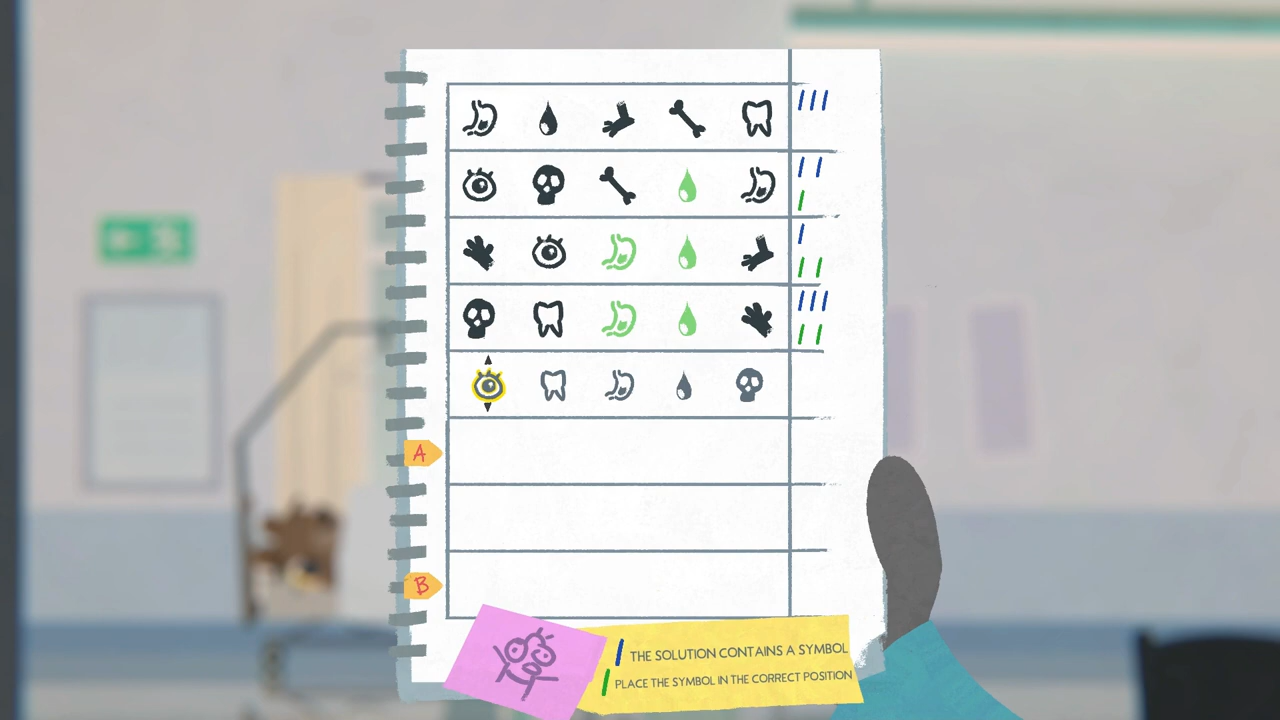 A
B
THE SOLUTION CONTAINS A SYMBOL
PLACE THE SYMBOL IN THE CORRECT POSITION